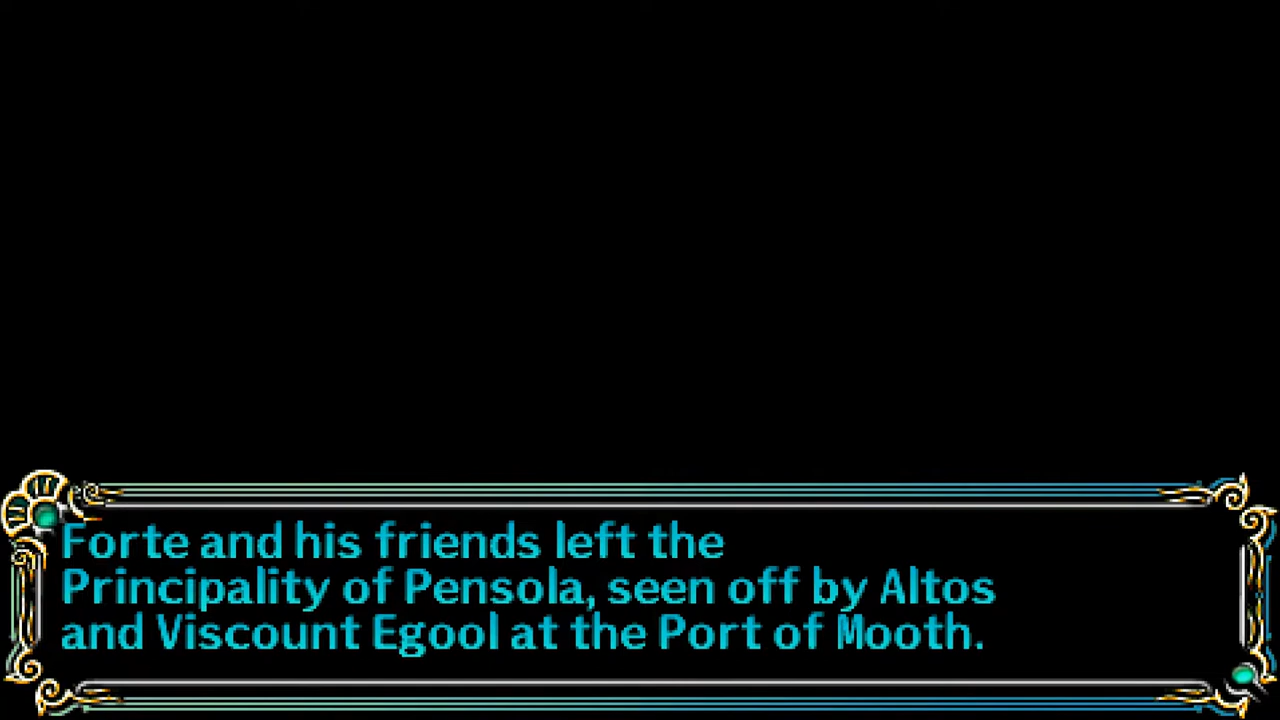 Forte and his friends left the
Principality of Pensola, seen off by Altos
and Viscount Egool at the Port of Mooth.